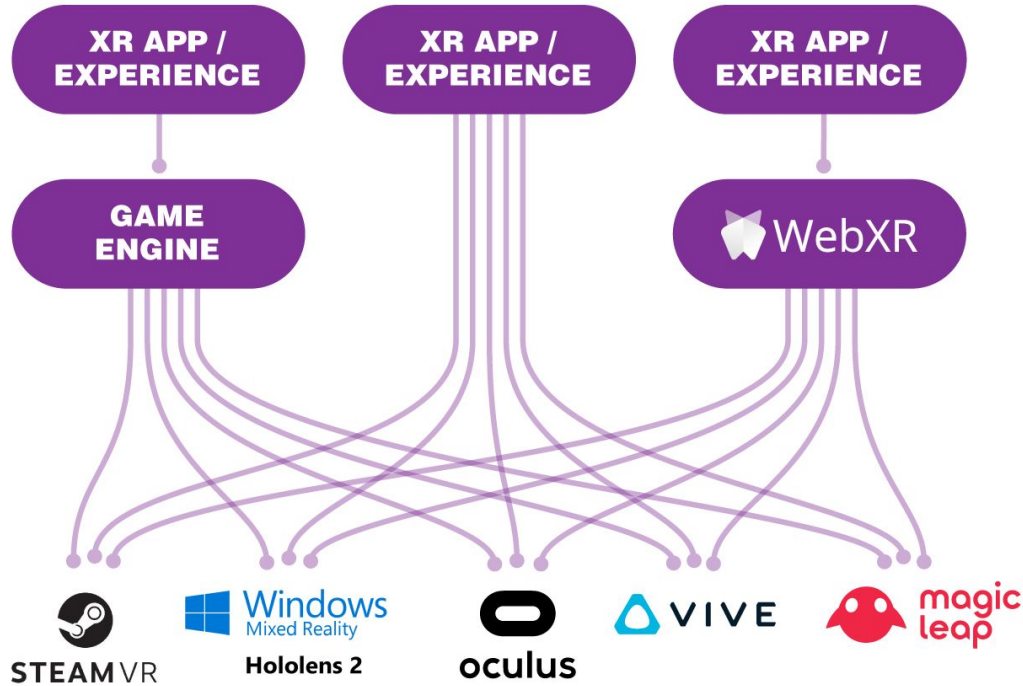 XR APP /
EXPERIENCE
XR APP /
EXPERIENCE
XR APP /
EXPERIENCE
GAME
ENGINE
WebXR
STEAMVR
Windows
Mixed Reality
Hololens 2
oculus
VIVE
magic
leap